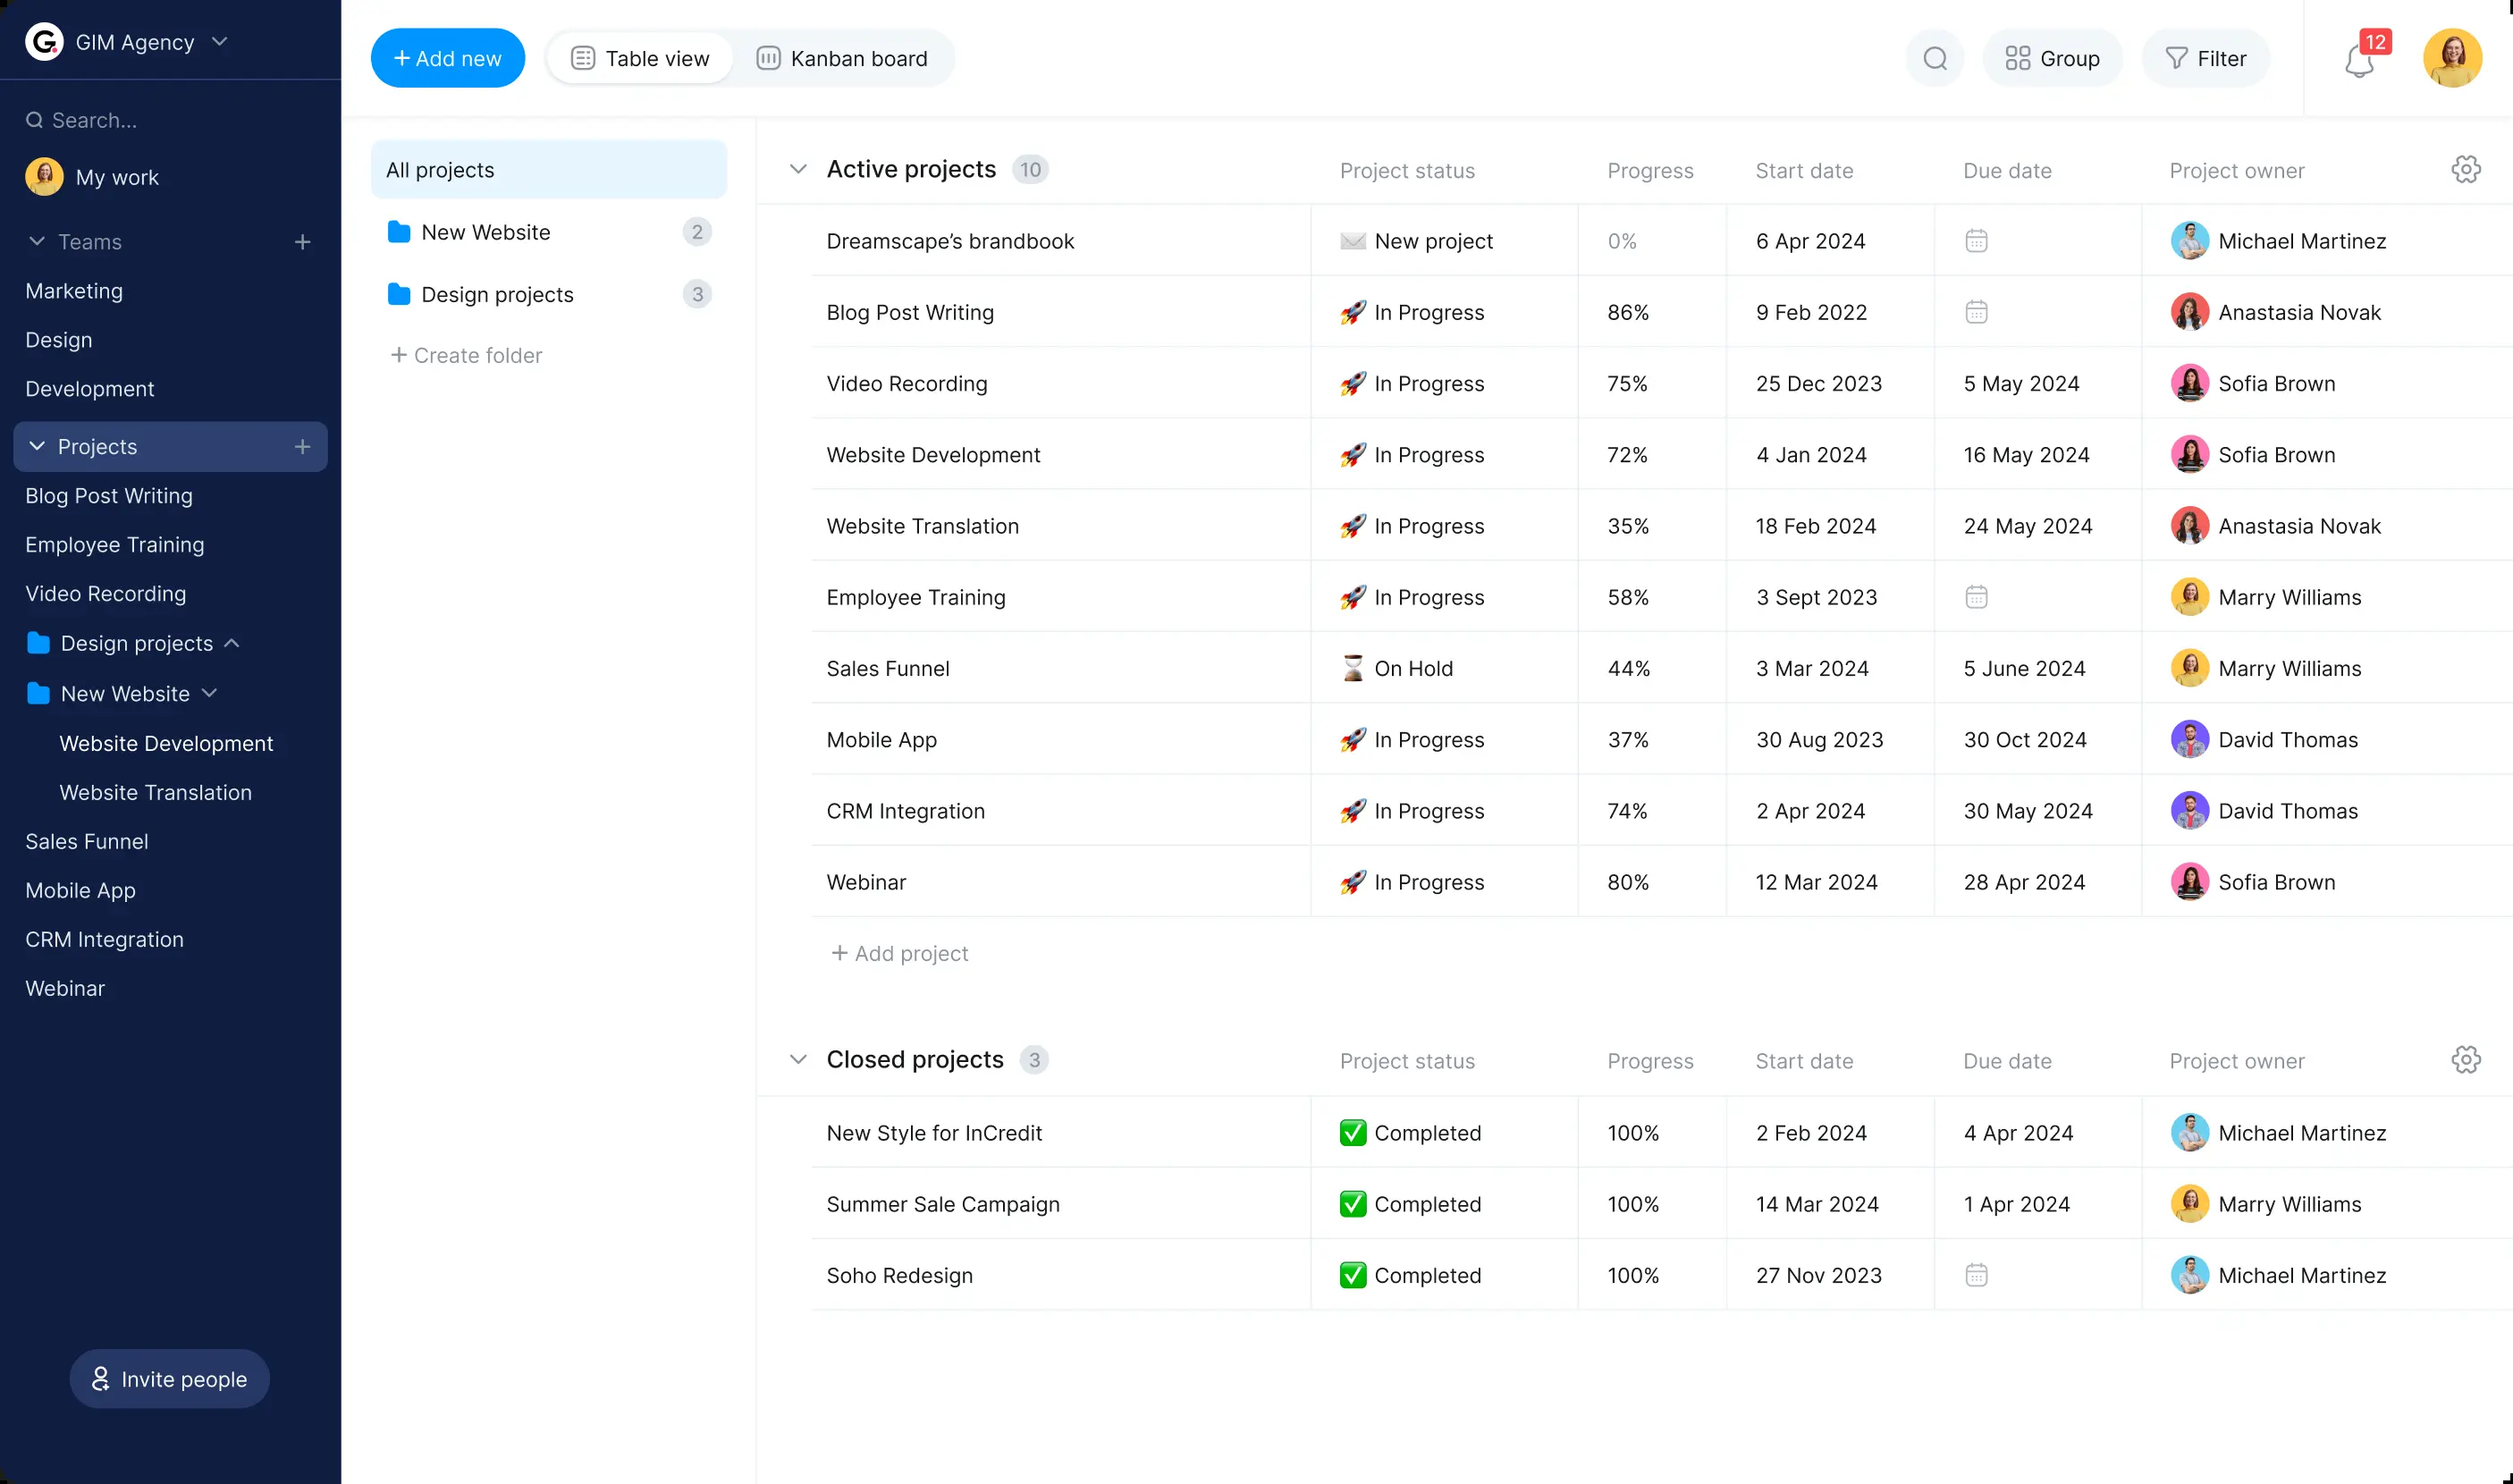 G. GIM Agency
Search...
My work
Teams +
Marketing
Design
Development
Projects +
Blog Post Writing
Employee Training
Video Recording
Design projects
New Website
Website Development
Website Translation
Sales Funnel
Mobile App
CRM Integration
Webinar
Invite people
+ Add new Table view Kanban board Group Filter 12
All projects
New Website 2
Design projects 3
+ Create folder
Active projects 10 Project status Progress Start date Due date Project owner
Dreamscape’s brandbook New project 0% 6 Apr 2024 Michael Martinez
Blog Post Writing In Progress 86% 9 Feb 2022 Anastasia Novak
Video Recording In Progress 75% 25 Dec 2023 5 May 2024 Sofia Brown
Website Development In Progress 72% 4 Jan 2024 16 May 2024 Sofia Brown
Website Translation In Progress 35% 18 Feb 2024 24 May 2024 Anastasia Novak
Employee Training In Progress 58% 3 Sept 2023 Marry Williams
Sales Funnel On Hold 44% 3 Mar 2024 5 June 2024 Marry Williams
Mobile App In Progress 37% 30 Aug 2023 30 Oct 2024 David Thomas
CRM Integration In Progress 74% 2 Apr 2024 30 May 2024 David Thomas
Webinar In Progress 80% 12 Mar 2024 28 Apr 2024 Sofia Brown
+ Add project
Closed projects 3 Project status Progress Start date Due date Project owner
New Style for InCredit Completed 100% 2 Feb 2024 4 Apr 2024 Michael Martinez
Summer Sale Campaign Completed 100% 14 Mar 2024 1 Apr 2024 Marry Williams
Soho Redesign Completed 100% 27 Nov 2023 Michael Martinez